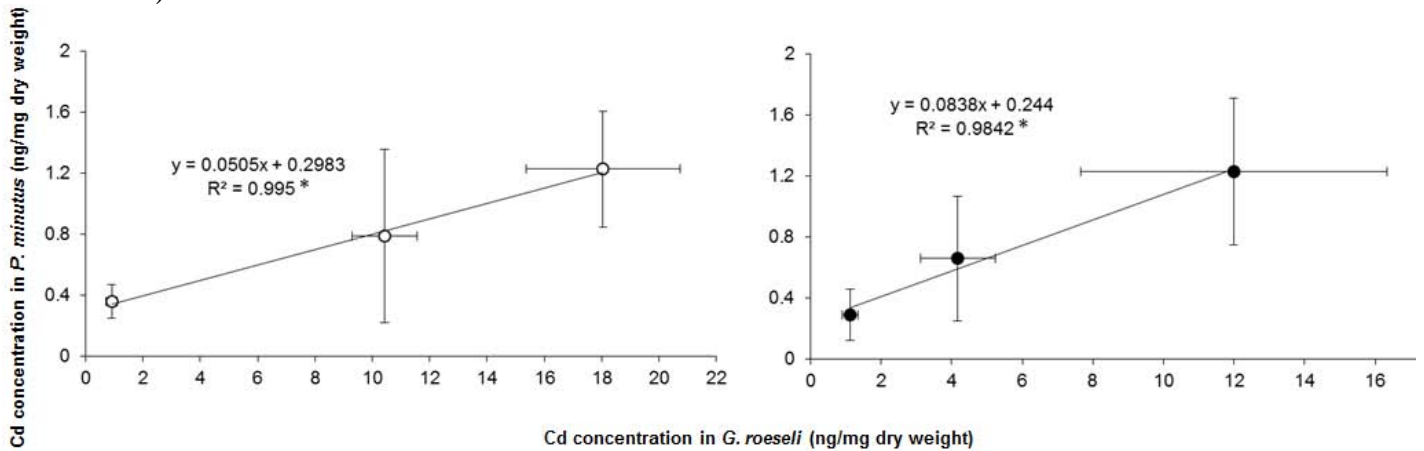 )
Cd concentration in P. minutus (ng/mg dry weight)
2
1.6
1.2
0.8
0.4
0
y = 0.0505x + 0.2983
R² = 0.995 *
0 2 4 6 8 10 12 14 16 18 20 22
2
1.6
1.2
0.8
0.4
0
y = 0.0838x + 0.244
R² = 0.9842 *
0 2 4 6 8 10 12 14 16
Cd concentration in G. roeseli (ng/mg dry weight)